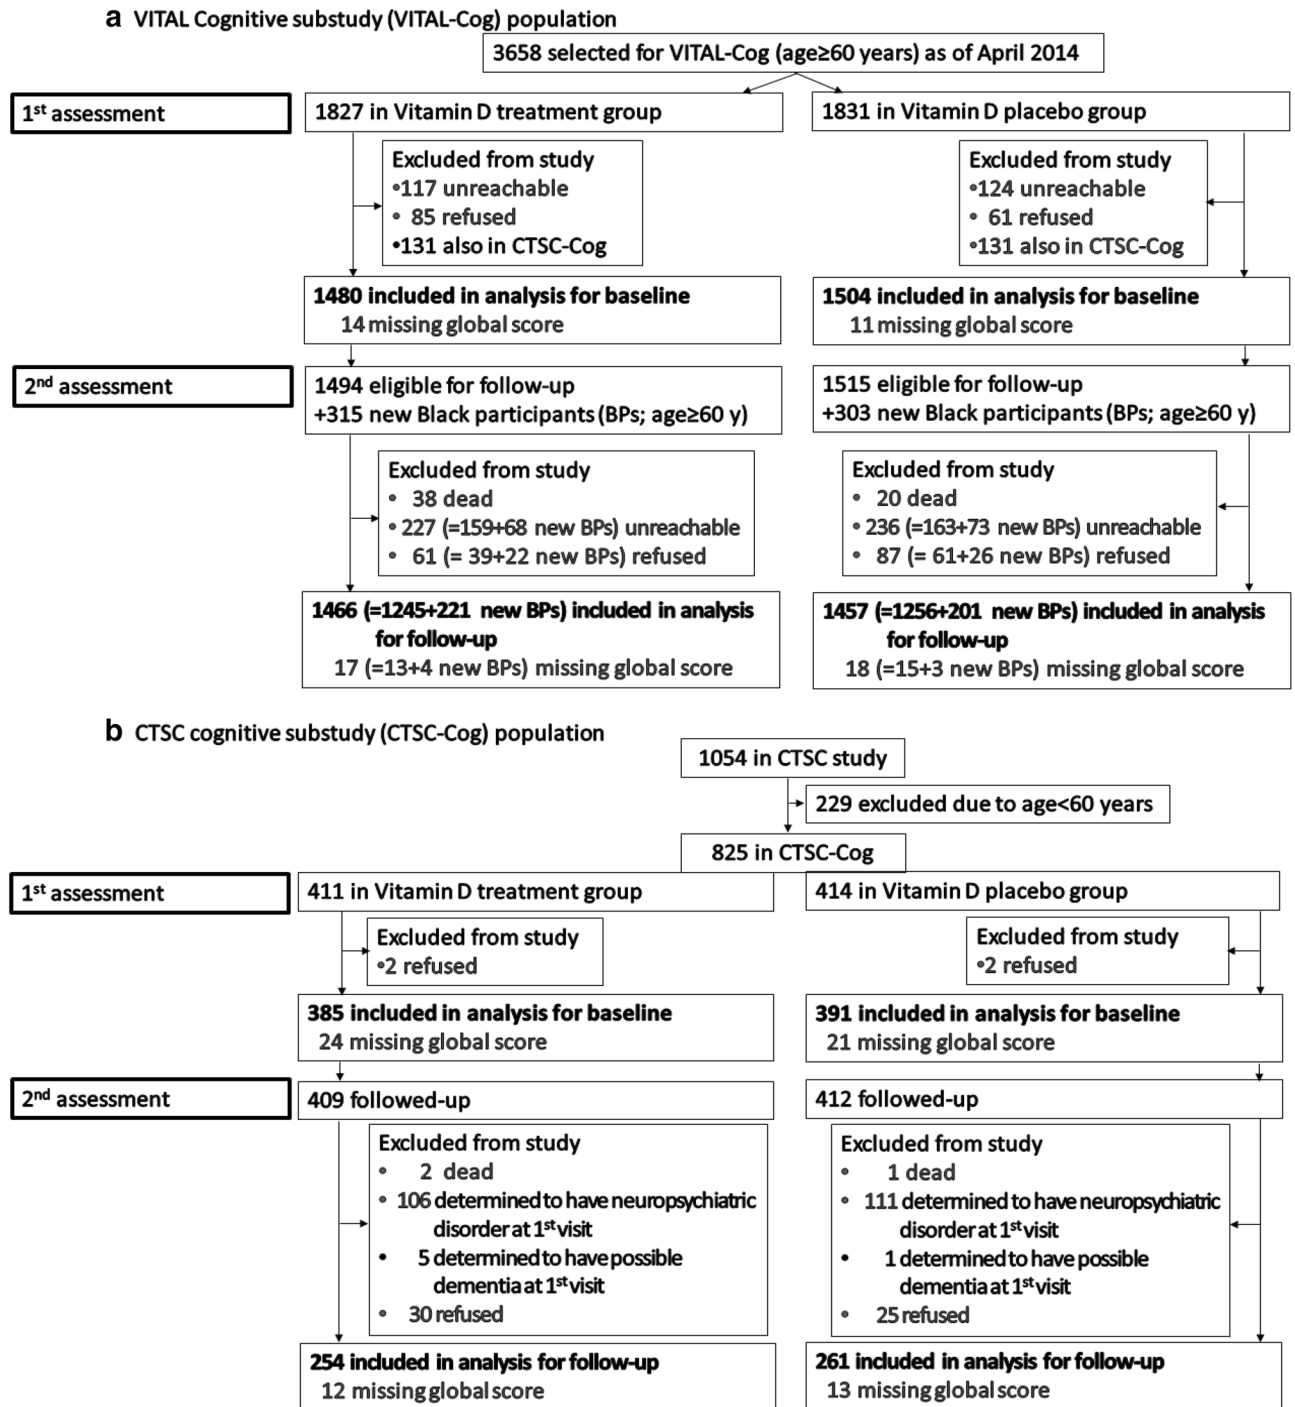 a VITAL Cognitive substudy (VITAL-Cog) population
3658 selected for VITAL-Cog (age≥60 years) as of April 2014
1st assessment
1827 in Vitamin D treatment group
1831 in Vitamin D placebo group
Excluded from study
•117 unreachable
• 85 refused
•131 also in CTSC-Cog
Excluded from study
•124 unreachable
• 61 refused
•131 also in CTSC-Cog
1480 included in analysis for baseline
14 missing global score
1504 included in analysis for baseline
11 missing global score
2nd assessment
1494 eligible for follow-up
+315 new Black participants (BPs; age≥60 y)
1515 eligible for follow-up
+303 new Black participants (BPs; age≥60 y)
Excluded from study
• 38 dead
• 227 (=159+68 new BPs) unreachable
• 61 (= 39+22 new BPs) refused
Excluded from study
• 20 dead
• 236 (=163+73 new BPs) unreachable
• 87 (= 61+26 new BPs) refused
1466 (=1245+221 new BPs) included in analysis
for follow-up
17 (=13+4 new BPs) missing global score
1457 (=1256+201 new BPs) included in analysis
for follow-up
18 (=15+3 new BPs) missing global score
b CTSC cognitive substudy (CTSC-Cog) population
1054 in CTSC study
229 excluded due to age<60 years
825 in CTSC-Cog
1st assessment
411 in Vitamin D treatment group
414 in Vitamin D placebo group
Excluded from study
•2 refused
Excluded from study
•2 refused
385 included in analysis for baseline
24 missing global score
391 included in analysis for baseline
21 missing global score
2nd assessment
409 followed-up
412 followed-up
Excluded from study
• 2 dead
• 106 determined to have neuropsychiatric
disorder at 1st visit
• 5 determined to have possible
dementia at 1st visit
• 30 refused
Excluded from study
• 1 dead
• 111 determined to have neuropsychiatric
disorder at 1st visit
• 1 determined to have possible
dementia at 1st visit
• 25 refused
254 included in analysis for follow-up
12 missing global score
261 included in analysis for follow-up
13 missing global score